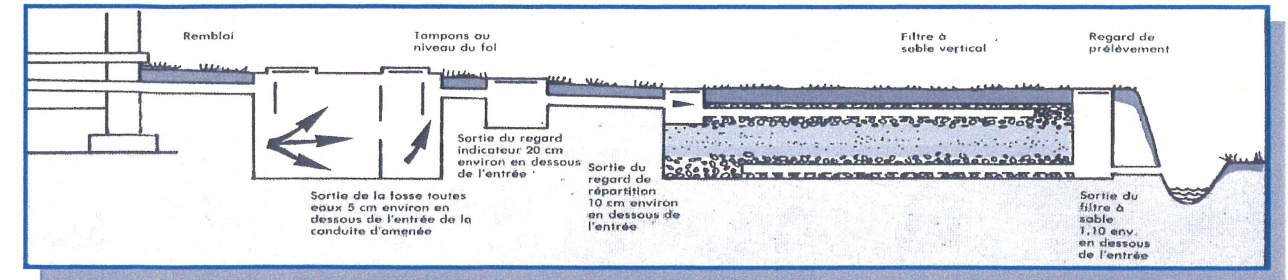 Remblai
Tampons au
niveau du fol
Filtre à
sable vertical
Regard de
prélèvement
Sortie du regard
indicateur 20 cm
environ en dessous
de l'entrée
Sortie de la fosse toutes
eaux 5 cm environ en
dessous de l'entrée de la
conduite d'amenée
Sortie du
regard de
répartition
10 cm environ
en dessous de
l'entrée
Sortie du
filtre à
sable
1,10 env.
en dessous
de l'entrée